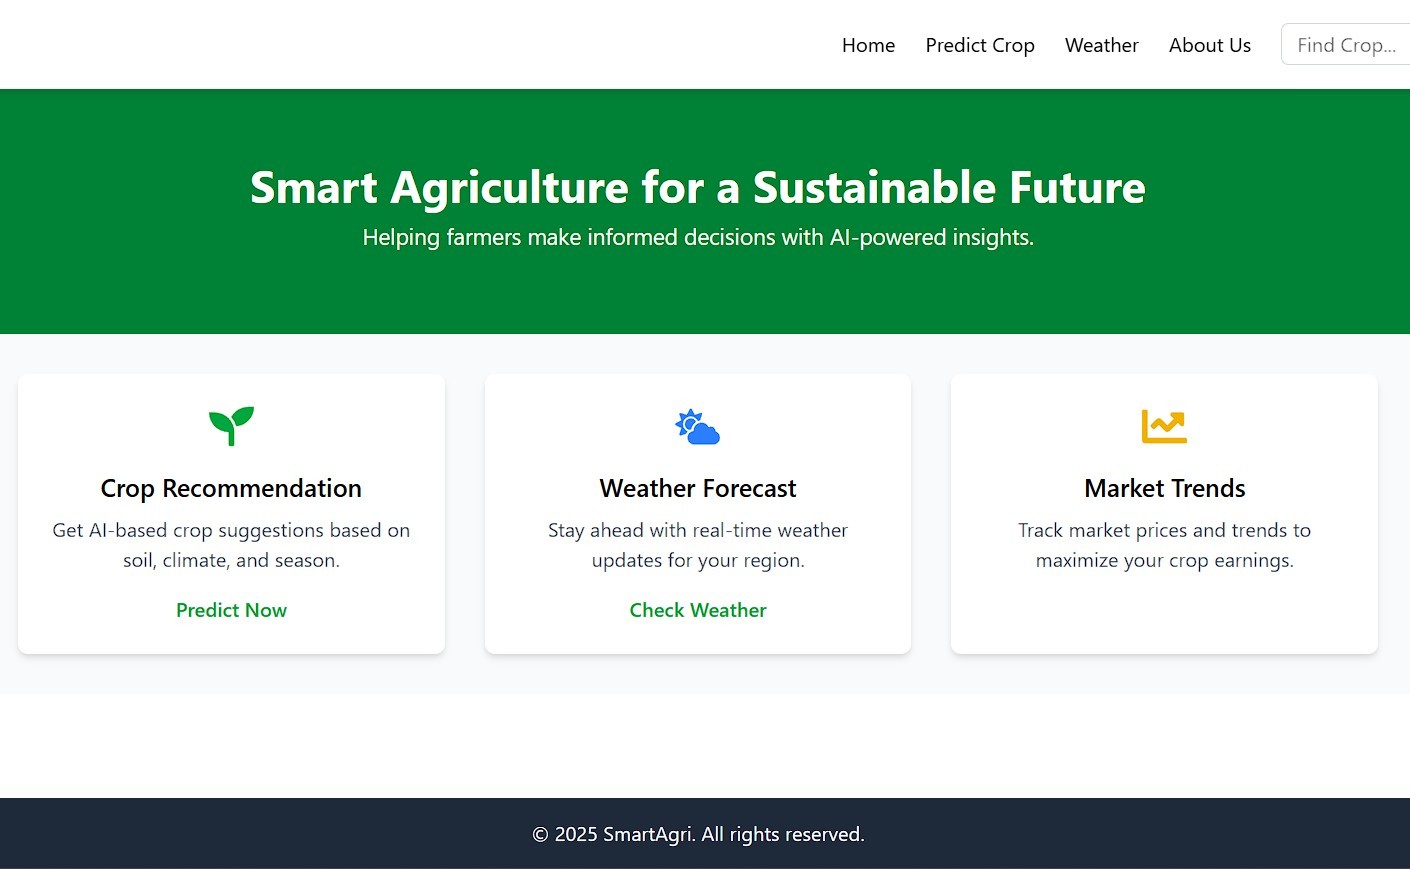 Home Predict Crop Weather About Us Find Crop...
Smart Agriculture for a Sustainable Future
Helping farmers make informed decisions with AI-powered insights.
Crop Recommendation
Get AI-based crop suggestions based on
soil, climate, and season.
Predict Now
Weather Forecast
Stay ahead with real-time weather
updates for your region.
Check Weather
Market Trends
Track market prices and trends to
maximize your crop earnings.
© 2025 SmartAgri. All rights reserved.